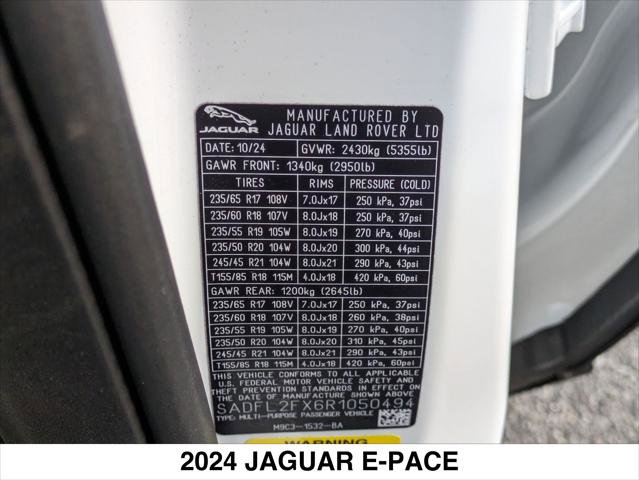 JAGUAR
MANUFACTURED BY
JAGUAR LAND ROVER LTD
DATE: 10/24 GVWR: 2430kg (5355lb)
GAWR FRONT: 1340kg (2950lb)
TIRES RIMS PRESSURE (COLD)
235/65 R17 108V 7.0Jx17 250 kPa, 37psi
235/60 R18 107V 8.0Jx18 250 kPa, 37psi
235/55 R19 105W 8.0Jx19 270 kPa, 40psi
235/50 R20 104W 8.0Jx20 300 kPa, 44psi
245/45 R21 104W 8.0Jx21 290 kPa, 43psi
T155/85 R18 115M 4.0Jx18 420 kPa, 60psi
GAWR REAR: 1200kg (2645lb)
235/65 R17 108V 7.0Jx17 250 kPa, 37psi
235/60 R18 107V 8.0Jx18 260 kPa, 38psi
235/55 R19 105W 8.0Jx19 270 kPa, 40psi
235/50 R20 104W 8.0Jx20 310 kPa, 45psi
245/45 R21 104W 8.0Jx21 290 kPa, 43psi
T155/85 R18 115M 4.0Jx18 420 kPa, 60psi
THIS VEHICLE CONFORMS TO ALL APPLICABLE
U.S. FEDERAL MOTOR VEHICLE SAFETY AND
THEFT PREVENTION STANDARDS IN EFFECT ON
THE DATE OF MANUFACTURE SHOWN ABOVE.
SADFL2FX6R1050494
TYPE: MULTI-PURPOSE PASSENGER VEHICLE
M9C3-1532-BA
WARNING
2024 JAGUAR E-PACE